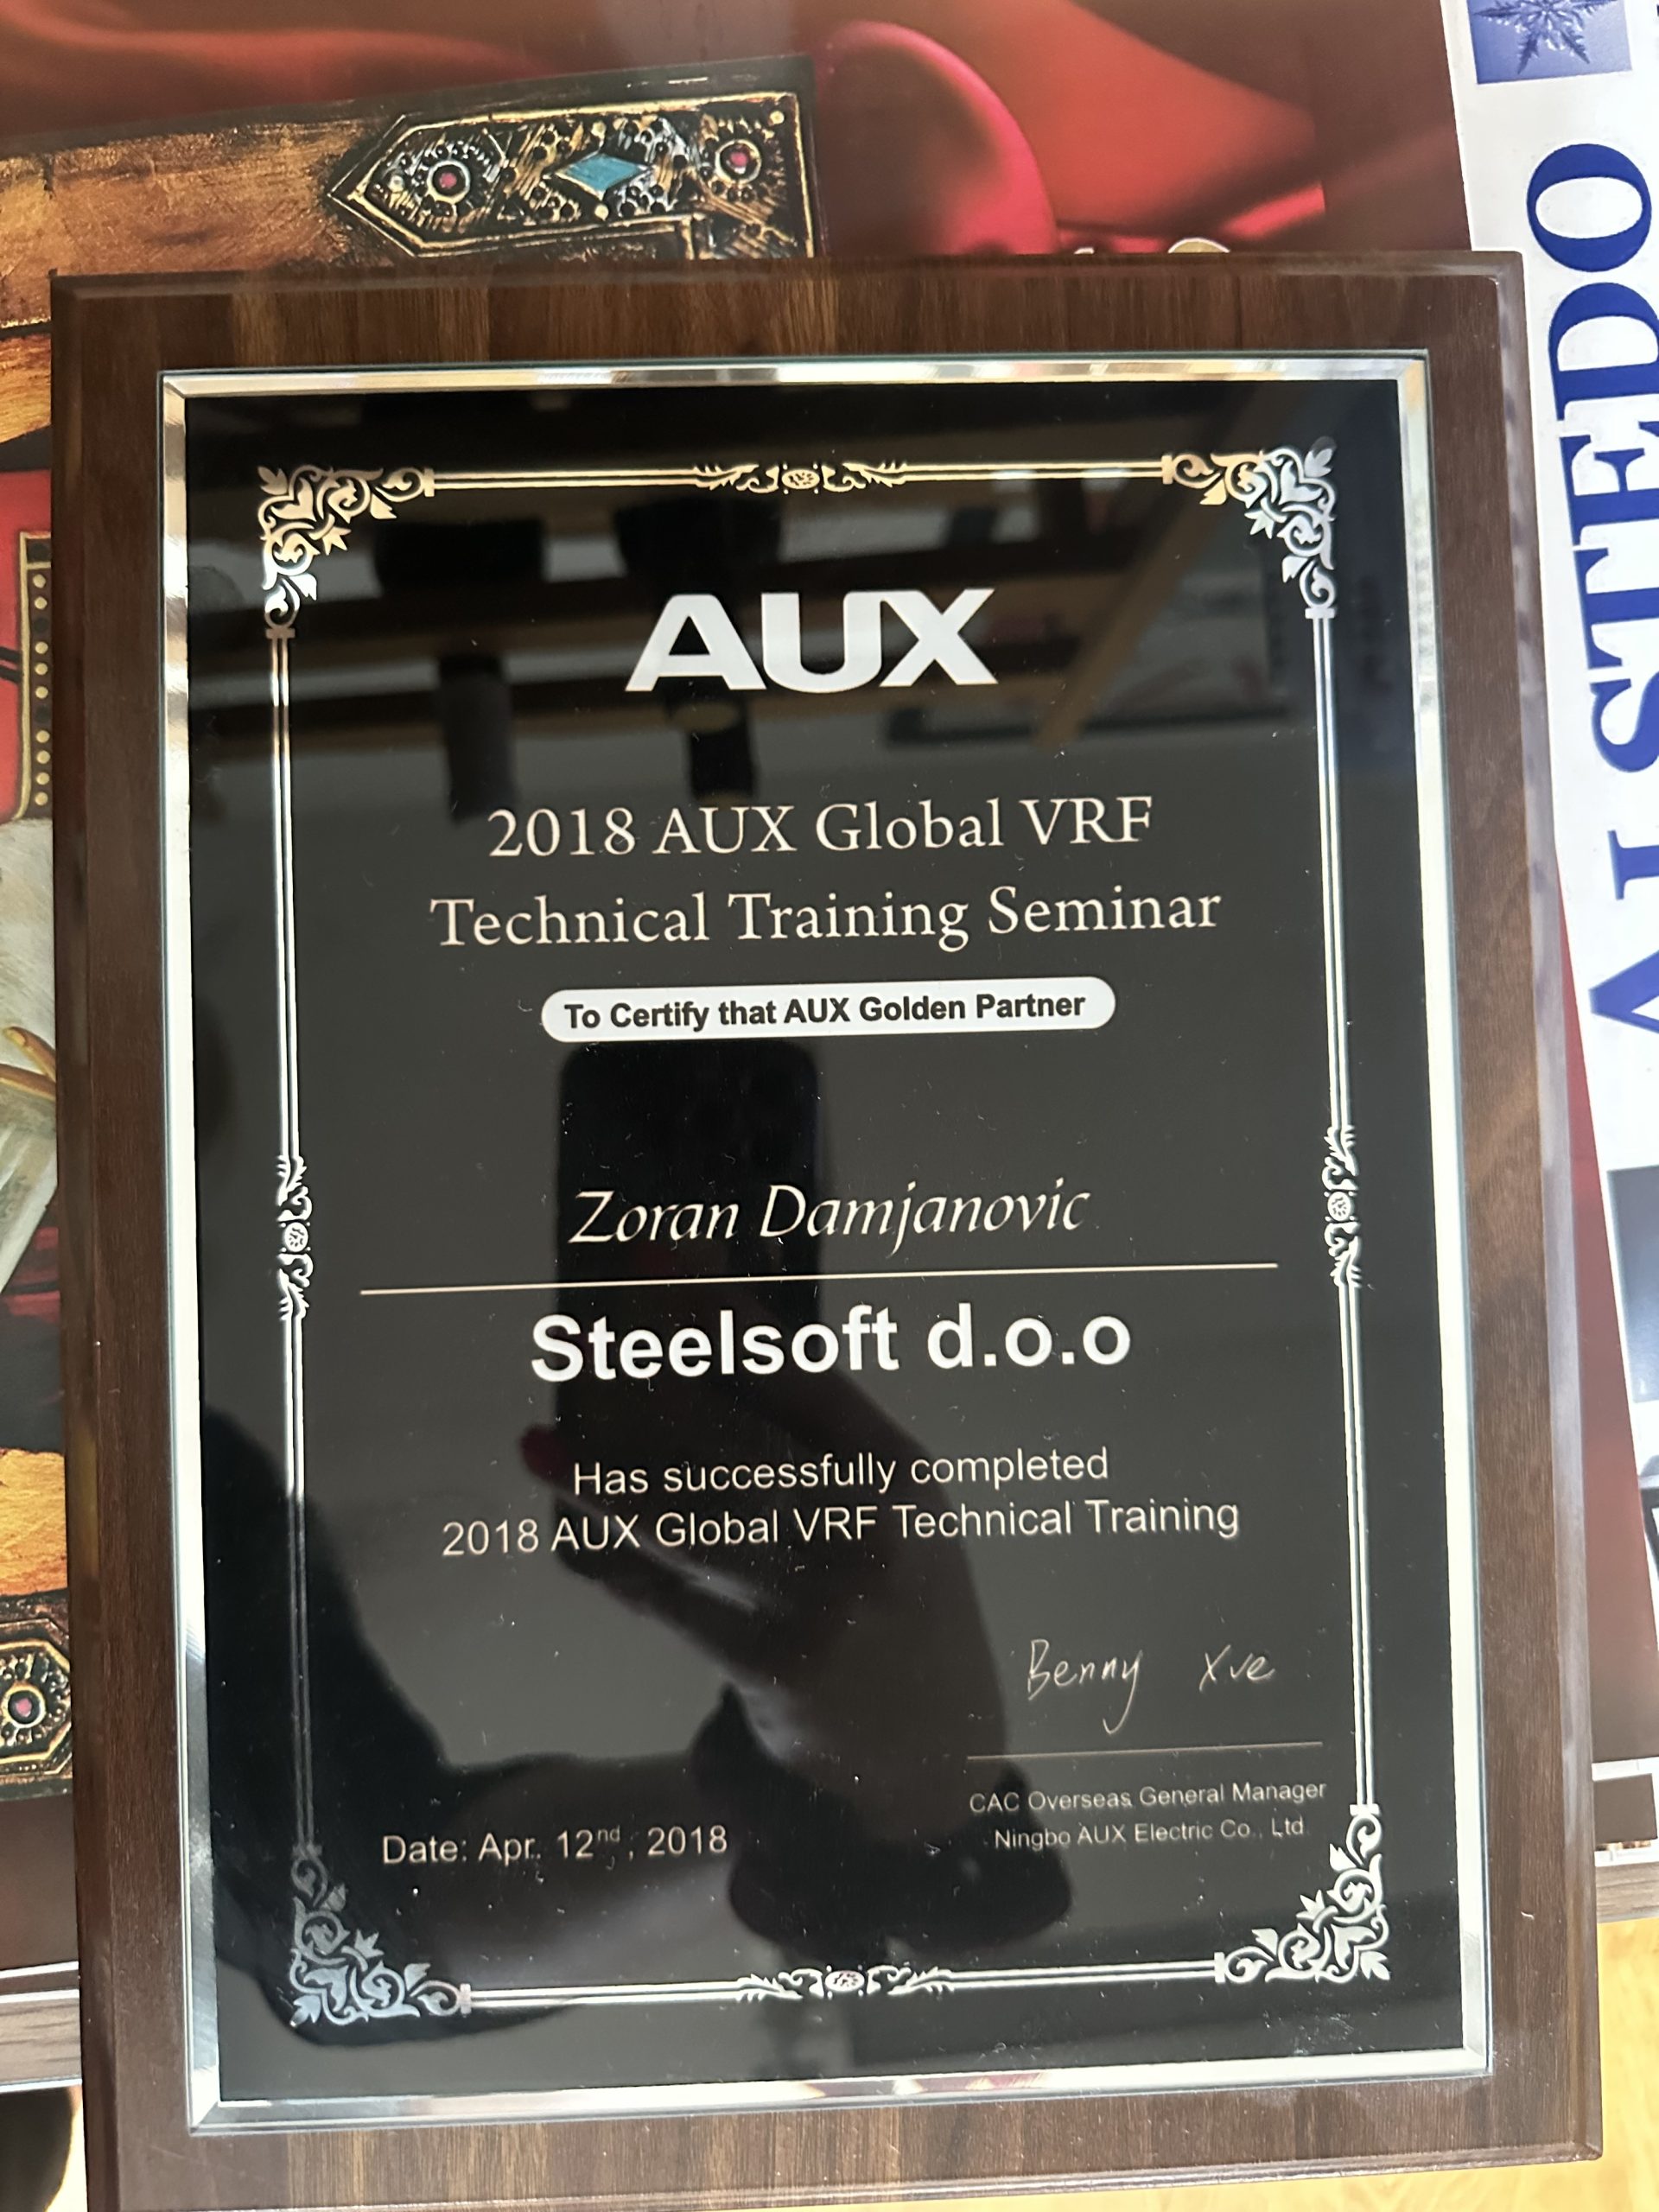 AUX
2018 AUX Global VRF
Technical Training Seminar
To Certify that AUX Golden Partner
Zoran Damjanovic
Steelsoft d.o.o
Has successfully completed
2018 AUX Global VRF Technical Training
Benny Xve
CAC Overseas General Manager
Ningbo AUX Electric Co., Ltd
Date: Apr. 12nd, 2018